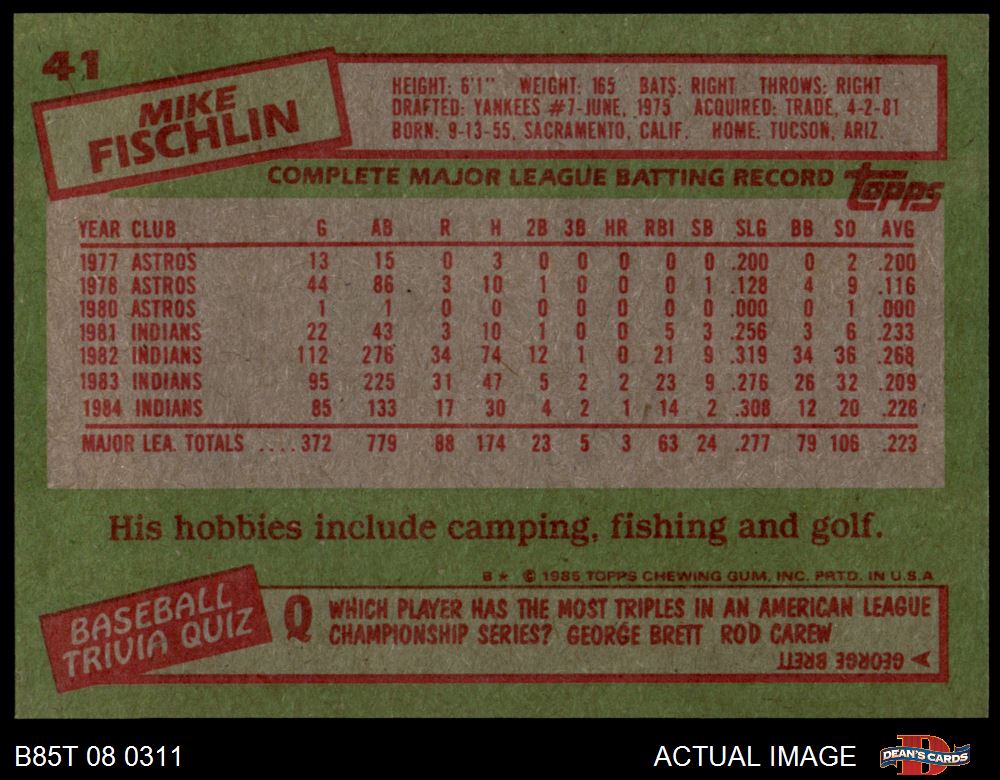 41
MIKE
FISCHLIN
HEIGHT: 6'1" WEIGHT: 165 BATS: RIGHT THROWS: RIGHT
DRAFTED: YANKEES #7-JUNE, 1975 ACQUIRED: TRADE, 4-2-81
BORN: 9-13-55, SACRAMENTO, CALIF. HOME: TUCSON, ARIZ.
COMPLETE MAJOR LEAGUE BATTING RECORD topps
YEAR CLUB G AB R H 2B 3B HR RBI SB SLG BB SO AVG
1977 ASTROS 13 15 0 3 0 0 0 0 0 .200 0 2 .200
1978 ASTROS 44 86 3 10 1 0 0 0 1 .128 4 9 .116
1980 ASTROS 1 1 0 0 0 0 0 0 0 .000 0 1 .000
1981 INDIANS 22 43 3 10 1 0 0 5 3 .256 3 6 .233
1982 INDIANS 112 276 34 74 12 1 0 21 9 .319 34 36 .268
1983 INDIANS 95 225 31 47 5 2 2 23 9 .276 26 32 .209
1984 INDIANS 85 133 17 30 4 2 1 14 2 .308 12 20 .226
MAJOR LEA. TOTALS ....372 779 88 174 23 5 3 63 24 .277 79 106 .223
His hobbies include camping, fishing and golf.
B * © 1985 TOPPS CHEWING GUM, INC. PRTD. IN U.S.A.
BASEBALL
TRIVIA QUIZ
Q WHICH PLAYER HAS THE MOST TRIPLES IN AN AMERICAN LEAGUE
CHAMPIONSHIP SERIES? GEORGE BRETT ROD CAREW
GEORGE BRETT
B85T 08 0311 ACTUAL IMAGE DEAN'S CARDS